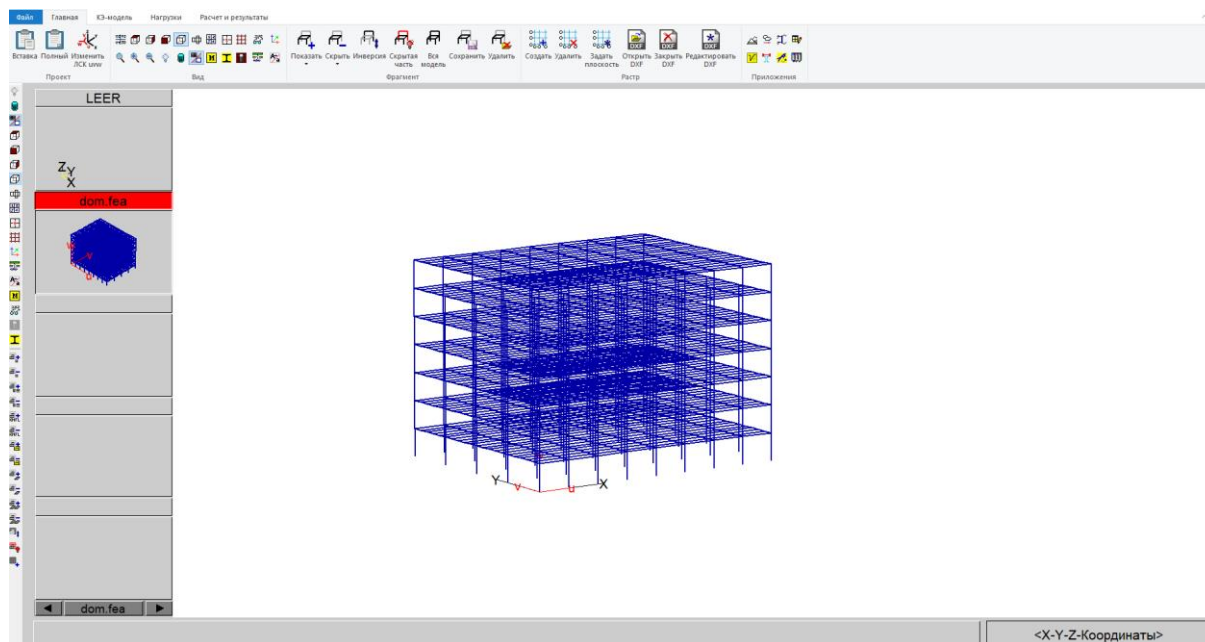 Файл Главная КЭ-модель Нагрузки Расчет и результаты
Вставка Полный Изменить ЛСК uvw Показать Скрыть Инверсия Скрытая часть Вся модель Сохранить Удалить Создать Удалить Задать плоскость Открыть DXF Закрыть DXF Редактировать DXF
Проект Вид Фрагмент Растр Приложения
LEER
Z Y
X
dom.fea
Y v u X
dom.fea
<X-Y-Z-Координаты>